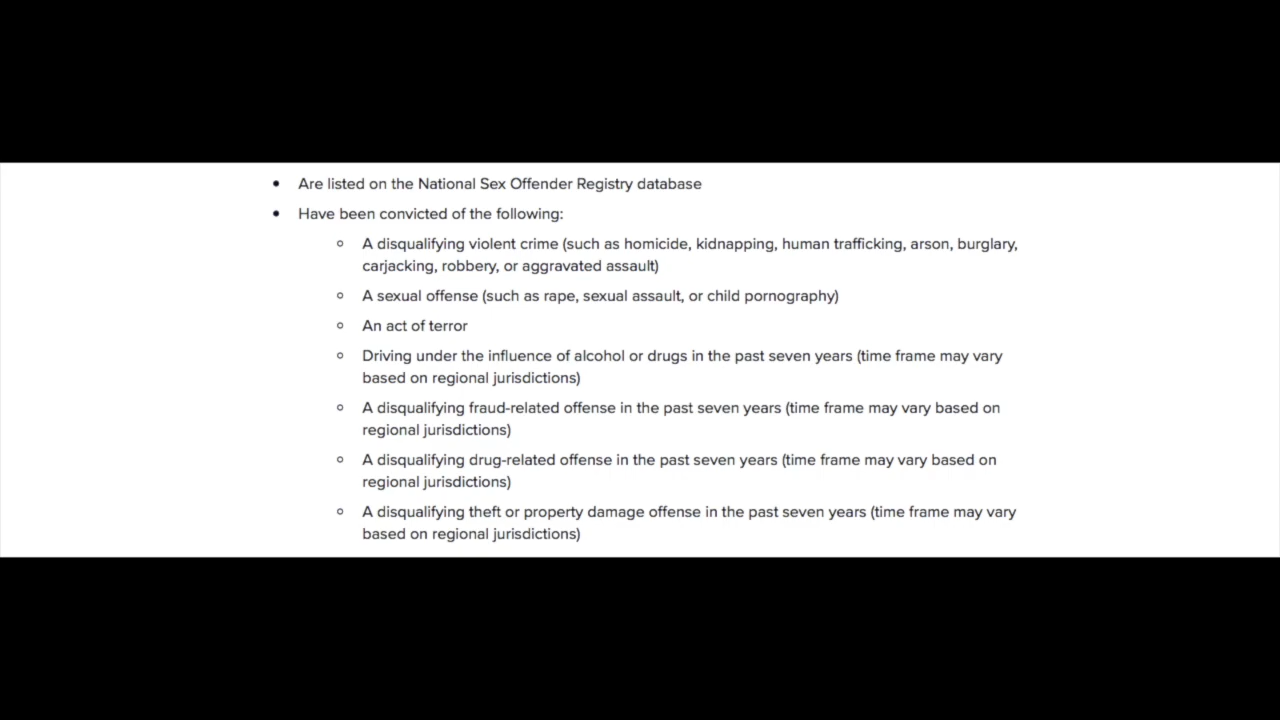 • Are listed on the National Sex Offender Registry database
• Have been convicted of the following:
○ A disqualifying violent crime (such as homicide, kidnapping, human trafficking, arson, burglary,
carjacking, robbery, or aggravated assault)
○ A sexual offense (such as rape, sexual assault, or child pornography)
○ An act of terror
○ Driving under the influence of alcohol or drugs in the past seven years (time frame may vary
based on regional jurisdictions)
○ A disqualifying fraud-related offense in the past seven years (time frame may vary based on
regional jurisdictions)
○ A disqualifying drug-related offense in the past seven years (time frame may vary based on
regional jurisdictions)
○ A disqualifying theft or property damage offense in the past seven years (time frame may vary
based on regional jurisdictions)